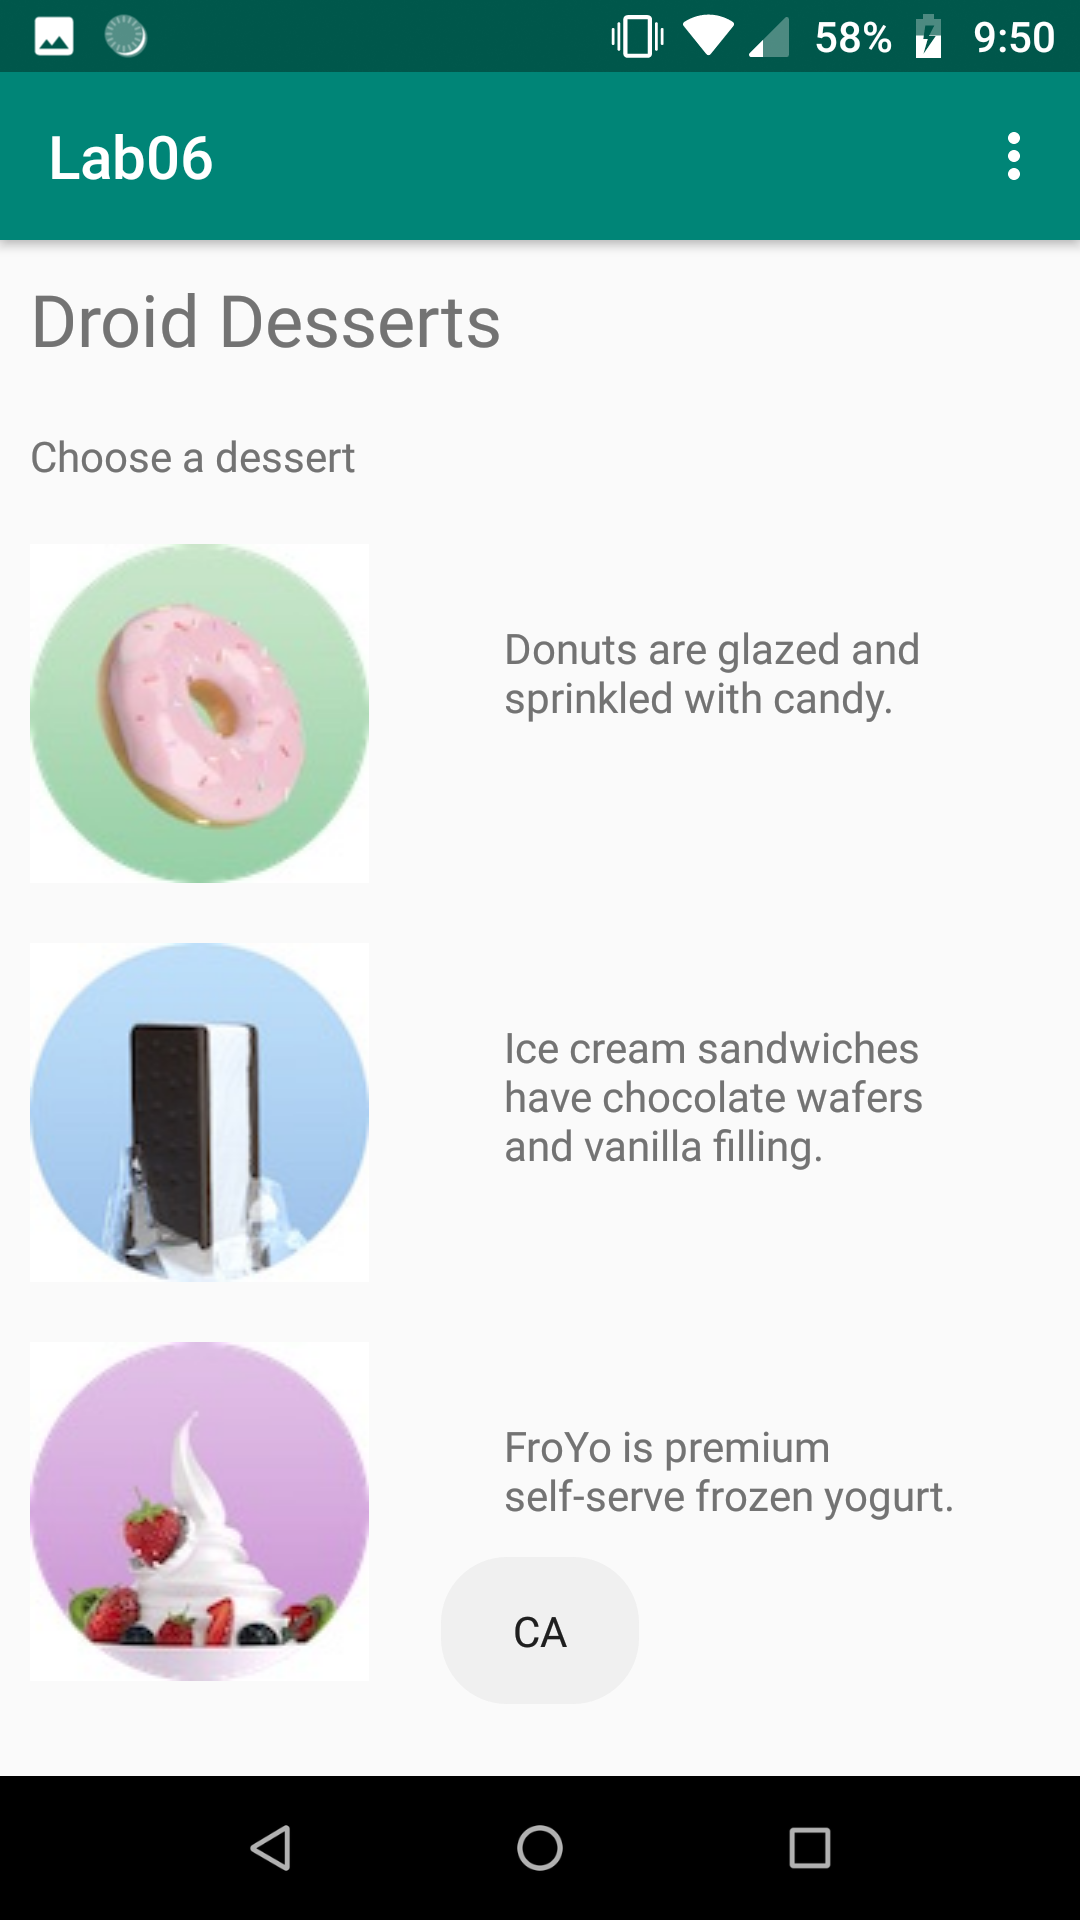 58% 9:50
Lab06
Droid Desserts
Choose a dessert
Donuts are glazed and
sprinkled with candy.
Ice cream sandwiches
have chocolate wafers
and vanilla filling.
FroYo is premium
self-serve frozen yogurt.
CA